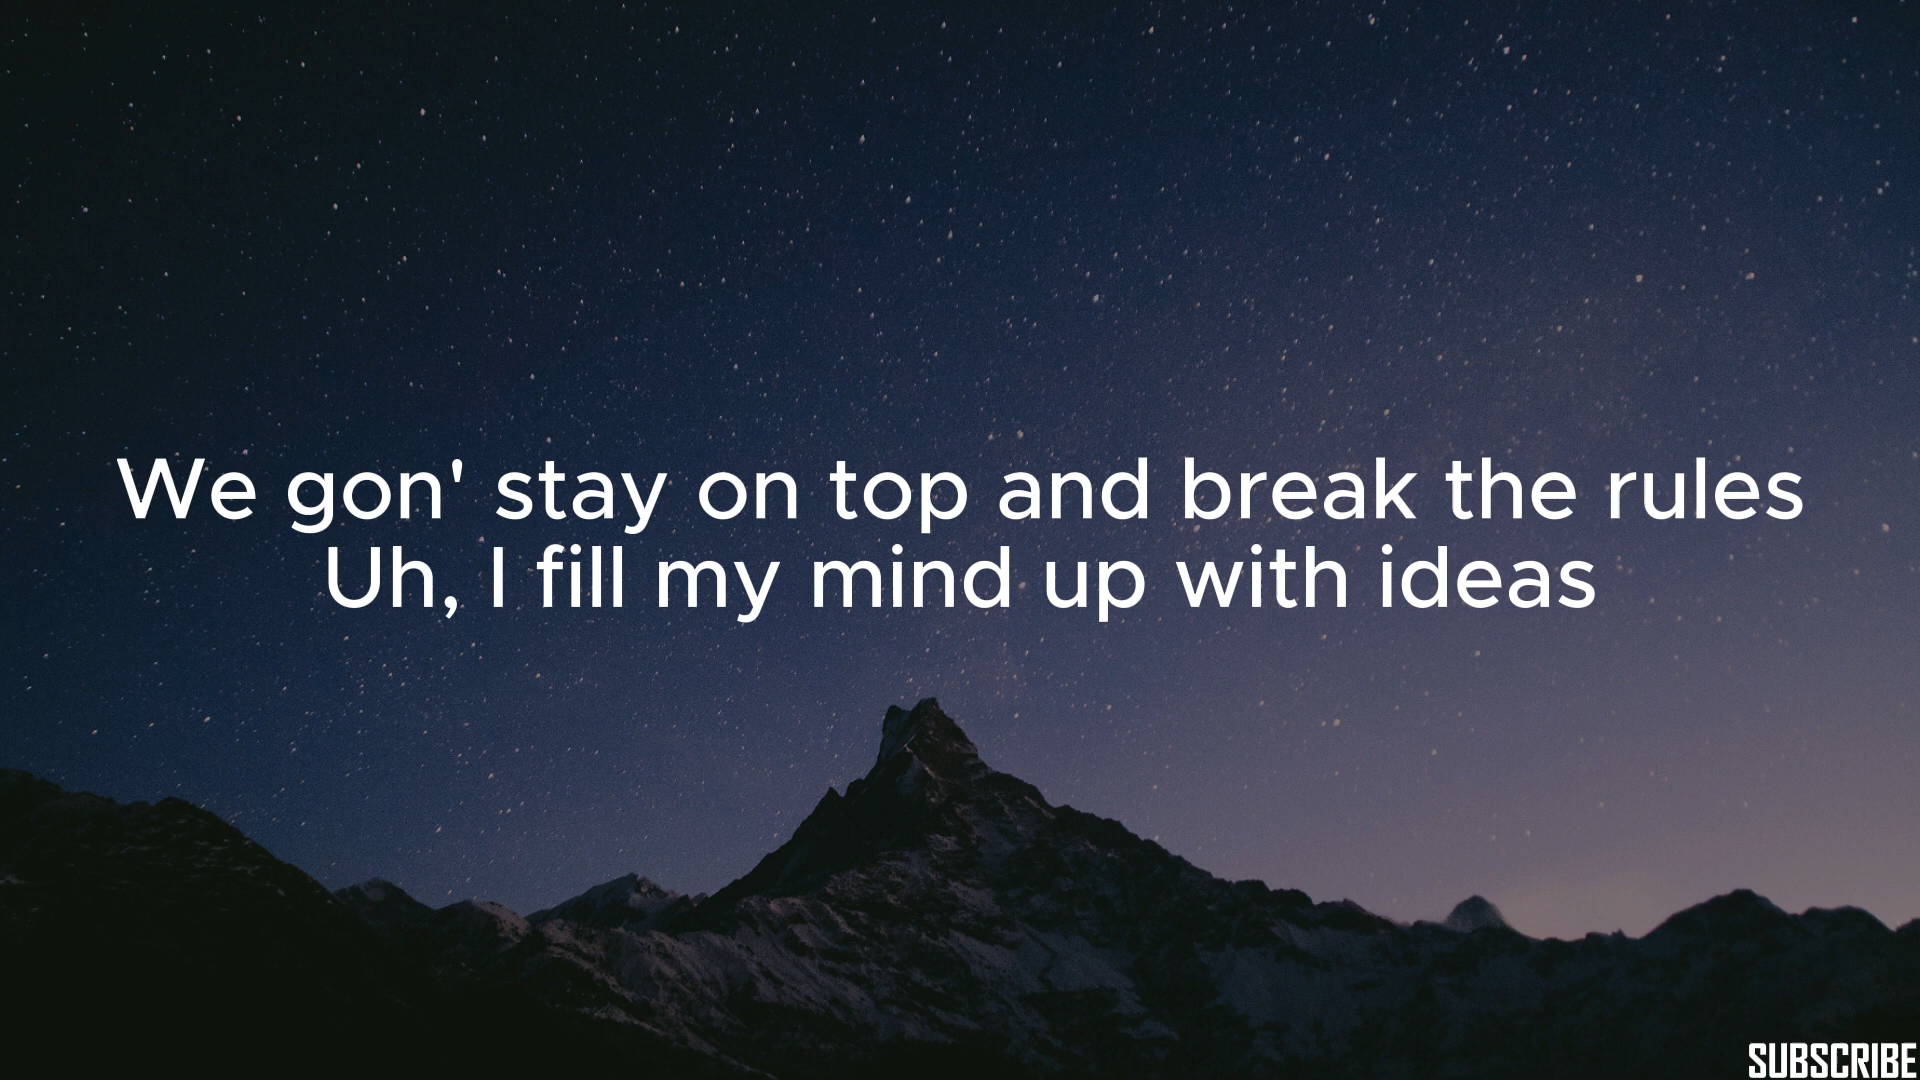 We gon' stay on top and break the rules
Uh, I fill my mind up with ideas
SUBSCRIBE